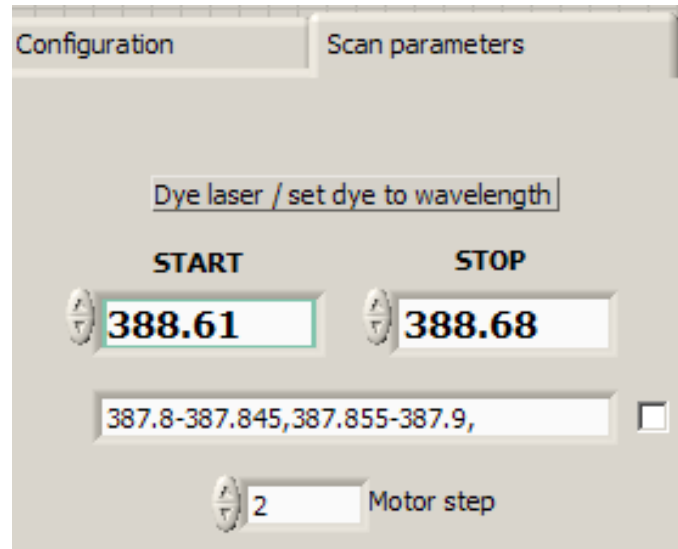 Configuration Scan parameters
Dye laser / set dye to wavelength
START STOP
388.61 388.68
387.8-387.845,387.855-387.9,
2 Motor step